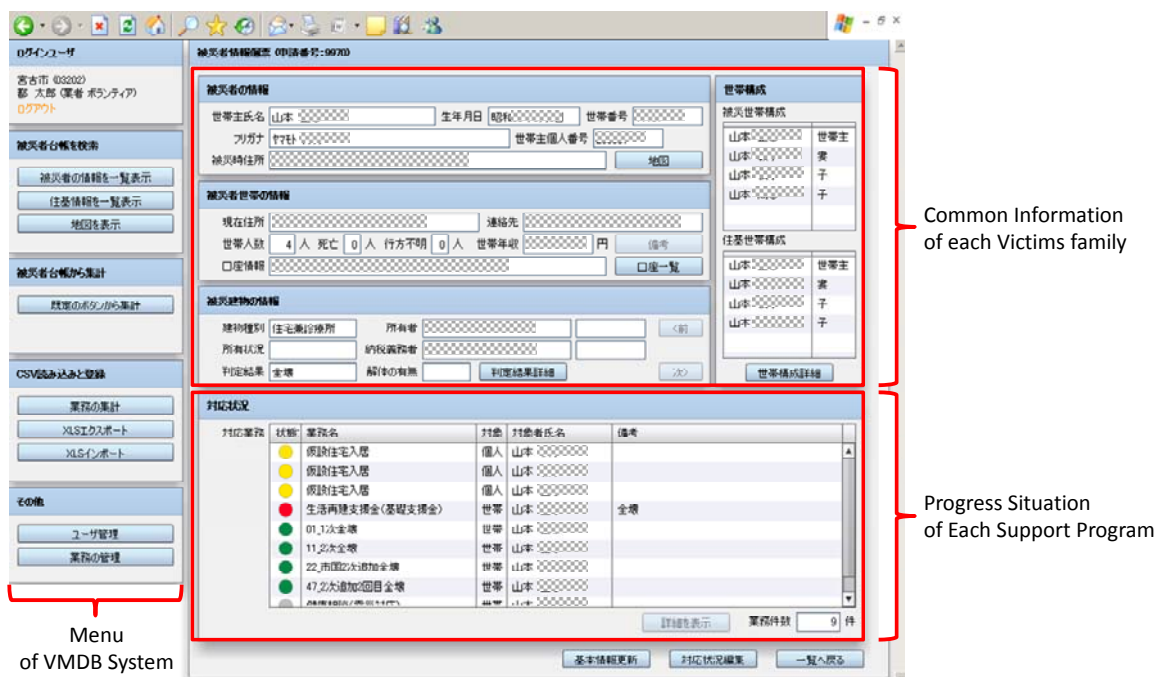 ログインユーザ
宮古市 (03202)
都 太郎 (業者 ボランティア)
ログアウト
被災者台帳を検索
被災者の情報を一覧表示
住基情報を一覧表示
地図を表示
被災者台帳から集計
既定のボタンから集計
CSV読み込みと登録
業務の集計
XLSエクスポート
XLSインポート
その他
ユーザ管理
業務の管理
Menu
of VMDB System
被災者情報個票 (申請番号:9970)
被災者の情報
世帯主氏名 山本 生年月日 昭和 世帯番号
フリガナ ヤマモト 世帯主個人番号
被災時住所 地図
被災者世帯の情報
現在住所 連絡先
世帯人数 4 人 死亡 0 人 行方不明 0 人 世帯年収 円 備考
口座情報 口座一覧
被災建物の情報
建物種別 住宅兼診療所 所有者 <前
所有状況 納税義務者
判定結果 全壊 解体の有無 判定結果詳細 次>
世帯構成
被災世帯構成
山本 世帯主
山本 妻
山本 子
山本 子
住基世帯構成
山本 世帯主
山本 妻
山本 子
山本 子
世帯構成詳細
Common Information
of each Victims family
対応状況
対応業務 状態 業務名 対象 対象者氏名 備考
仮設住宅入居 個人 山本
仮設住宅入居 個人 山本
仮設住宅入居 個人 山本
生活再建支援金(基礎支援金) 世帯 山本 全壊
01_1次全壊 世帯 山本
11_2次全壊 世帯 山本
22_市国2次追加全壊 世帯 山本
47_2次追加2回目全壊 世帯 山本
詳細を表示 業務件数 9 件
基本情報更新 対応状況編集 一覧へ戻る
Progress Situation
of Each Support Program